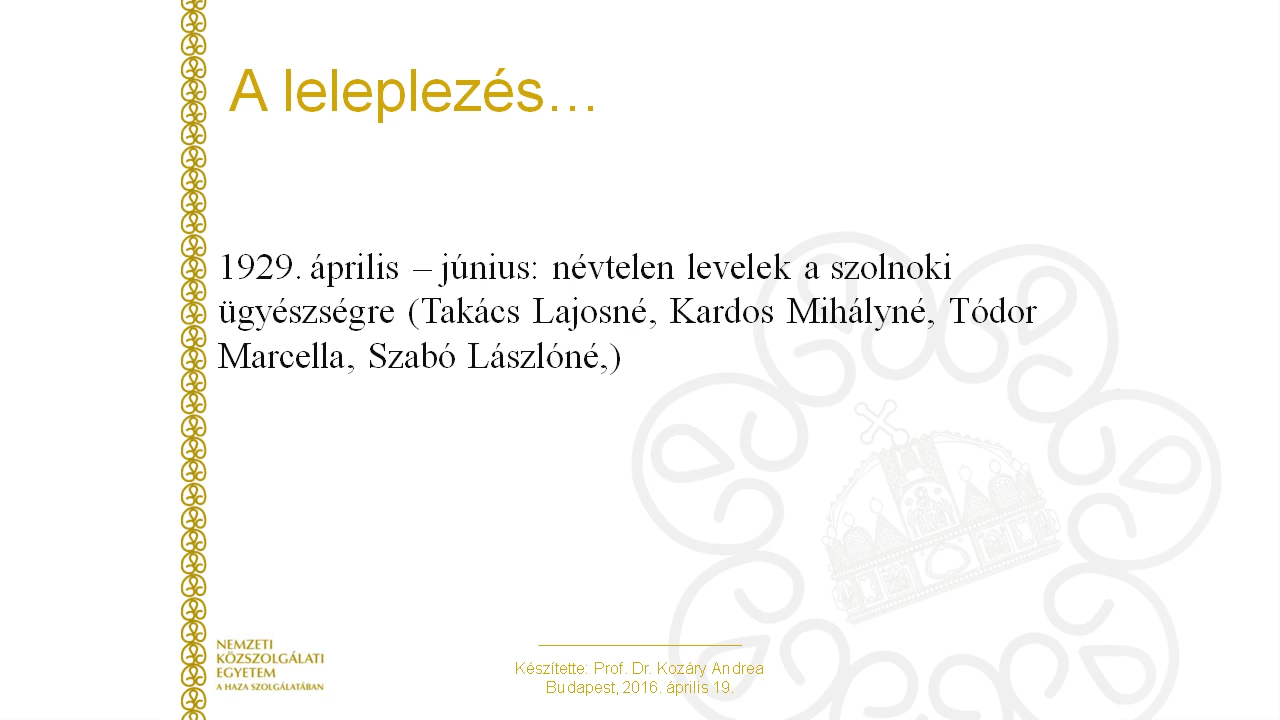 A leleplezés…
1929. április – június: névtelen levelek a szolnoki
ügyészségre (Takács Lajosné, Kardos Mihályné, Tódor
Marcella, Szabó Lászlóné,)
NEMZETI
KÖZSZOLGÁLATI
EGYETEM
A HAZA SZOLGÁLATÁBAN
Készítette: Prof. Dr. Kozáry Andrea
Budapest, 2016. április 19.